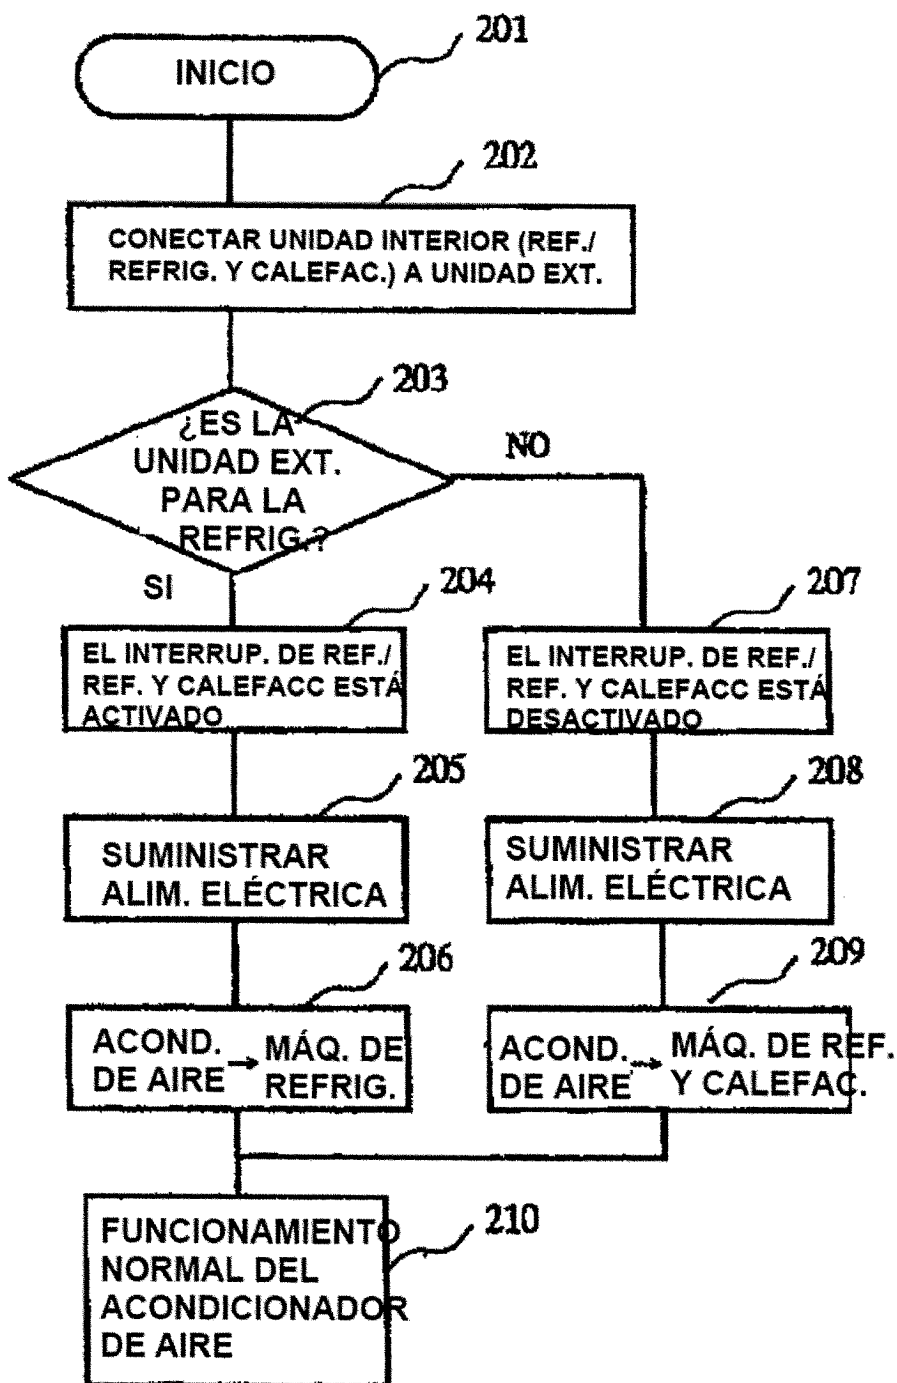 201
INICIO
202
CONECTAR UNIDAD INTERIOR (REF./
REFRIG. Y CALEFAC.) A UNIDAD EXT.
203
¿ES LA
UNIDAD EXT.
PARA LA
REFRIG.?
NO
SI
204
EL INTERRUP. DE REF./
REF. Y CALEFACC ESTÁ
ACTIVADO
207
EL INTERRUP. DE REF./
REF. Y CALEFACC ESTÁ
DESACTIVADO
205
SUMINISTRAR
ALIM. ELÉCTRICA
208
SUMINISTRAR
ALIM. ELÉCTRICA
206
ACOND.
DE AIRE → MÁQ. DE
REFRIG.
209
ACOND.
DE AIRE → MÁQ. DE REF.
Y CALEFAC.
210
FUNCIONAMIENTO
NORMAL DEL
ACONDICIONADOR
DE AIRE